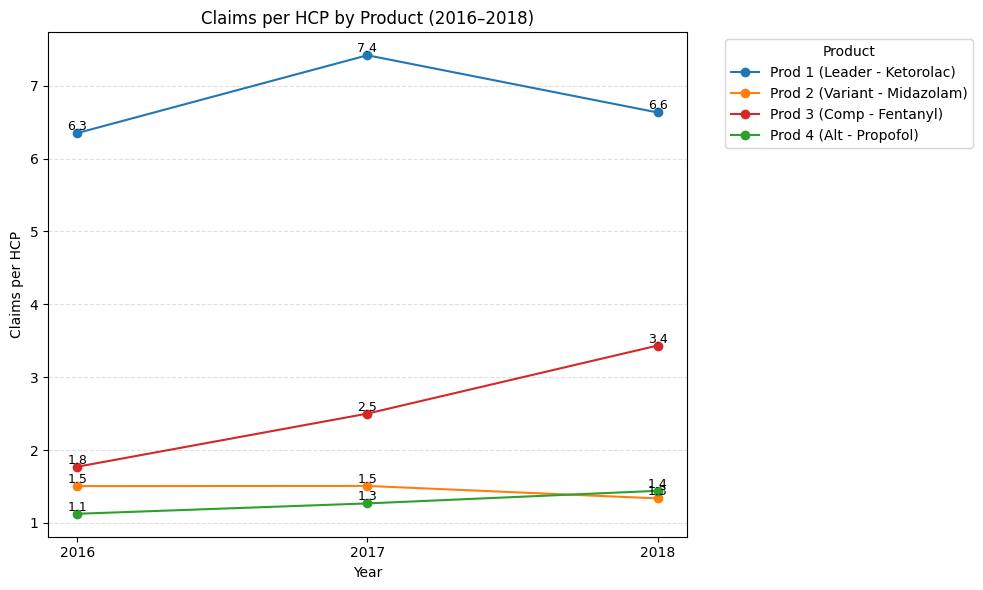 Claims per HCP by Product (2016–2018)
Product
Prod 1 (Leader - Ketorolac)
Prod 2 (Variant - Midazolam)
Prod 3 (Comp - Fentanyl)
Prod 4 (Alt - Propofol)
Claims per HCP
7
6
5
4
3
2
1
6.3
7.4
6.6
1.8
2.5
3.4
1.5
1.5
1.3
1.1
1.3
1.4
2016
2017
2018
Year